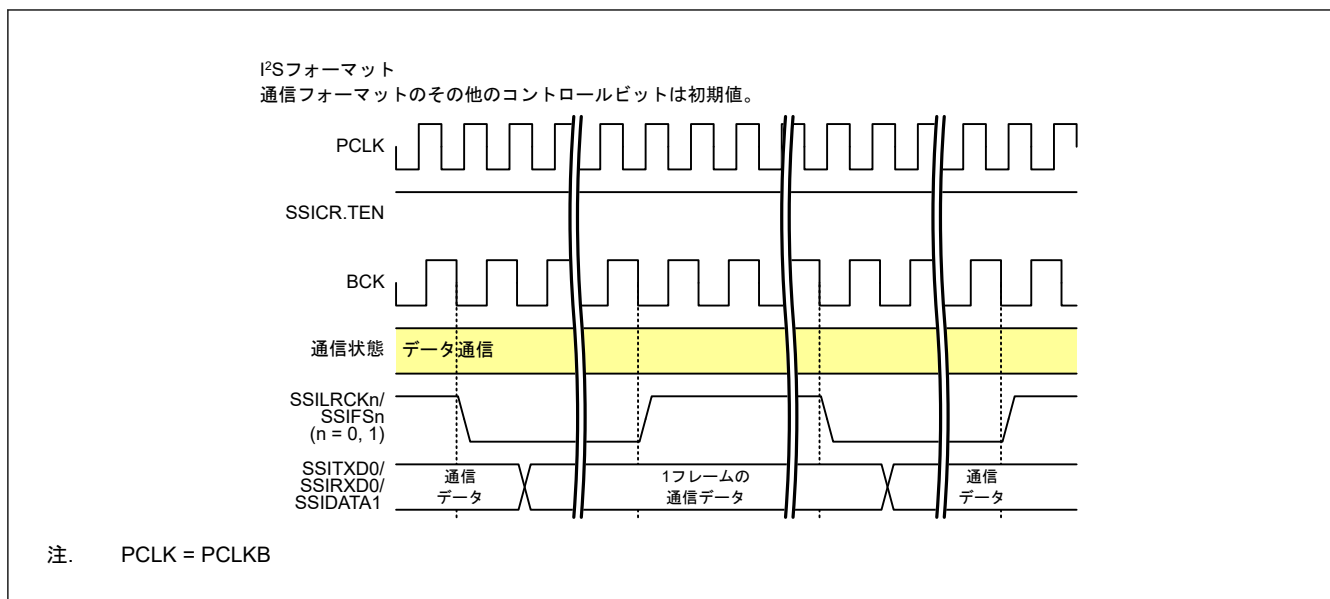 I²Sフォーマット
通信フォーマットのその他のコントロールビットは初期値。
PCLK
SSICR.TEN
BCK
通信状態
データ通信
SSILRCKn/
SSIFSn
(n = 0, 1)
SSITXD0/
SSIRXD0/
SSIDATA1
通信
データ
1フレームの
通信データ
通信
データ
注. PCLK = PCLKB